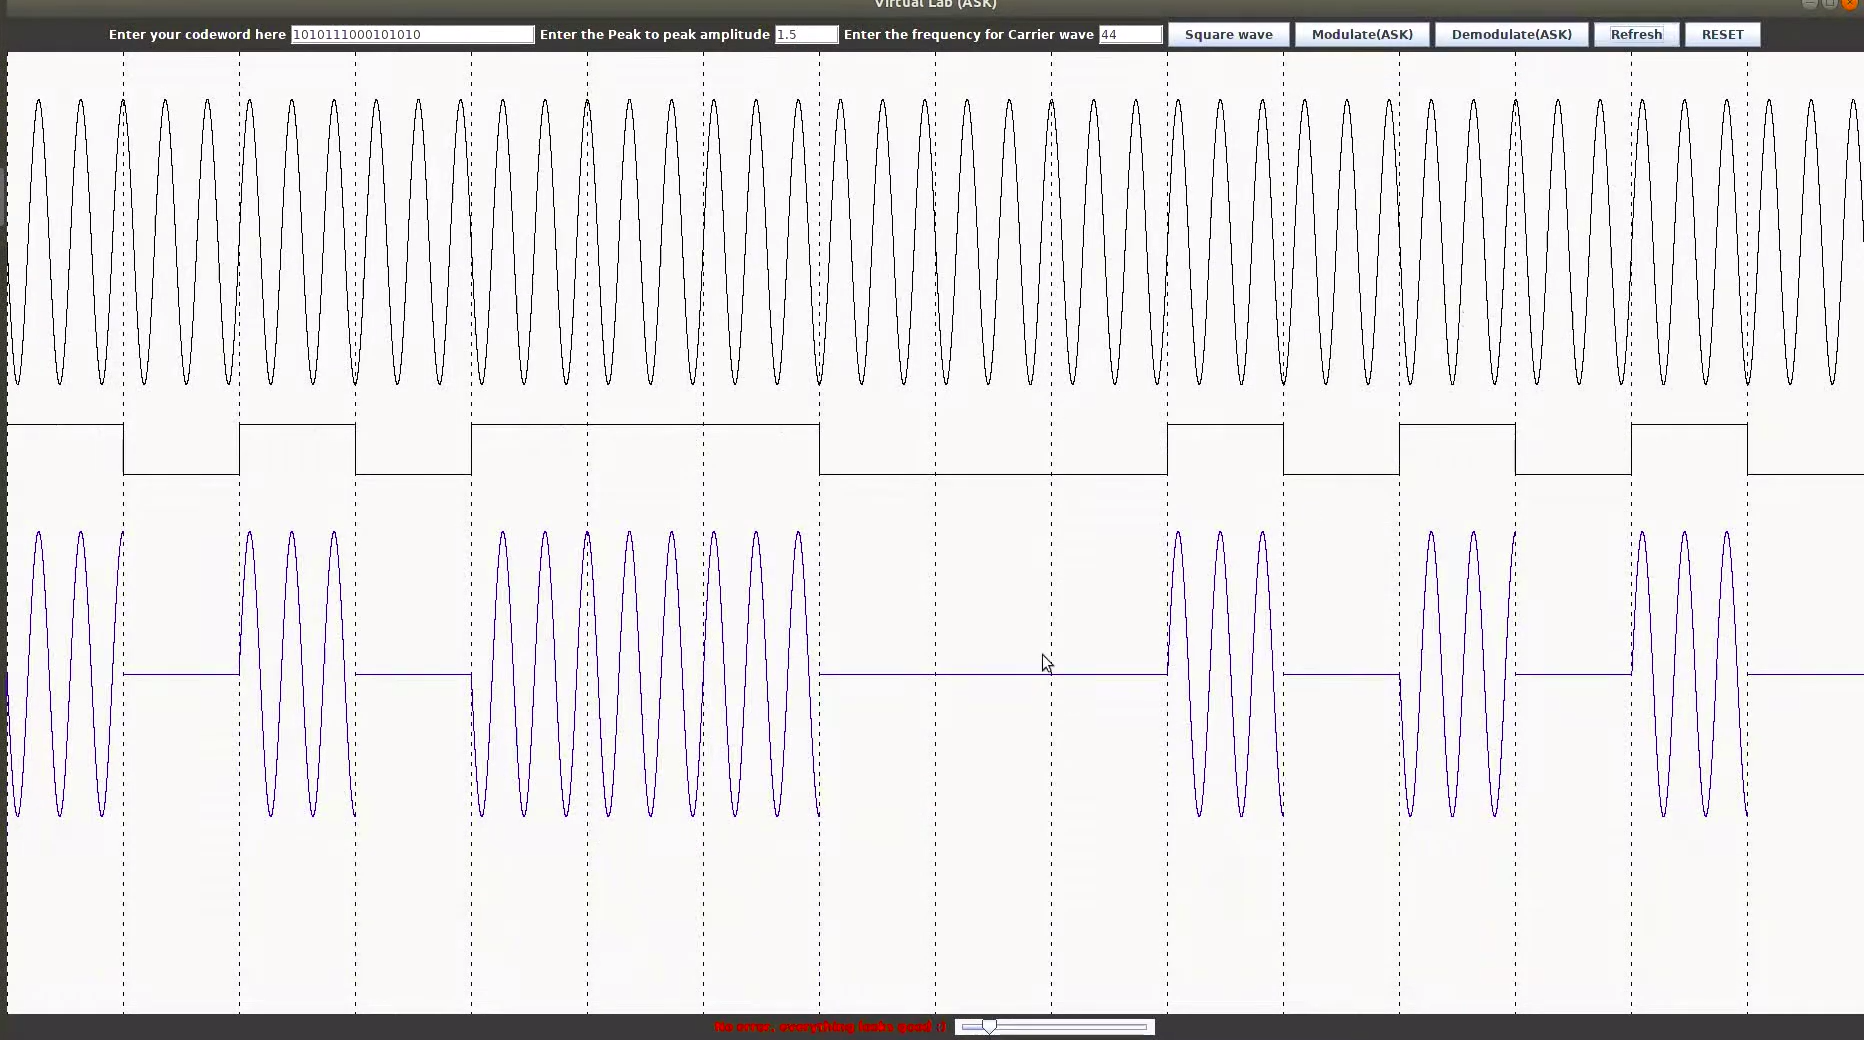 Virtual Lab (ASK)
Enter your codeword here 1010111000101010 Enter the Peak to peak amplitude 1.5 Enter the frequency for Carrier wave 44 Square wave Modulate(ASK) Demodulate(ASK) Refresh RESET
No error, everything looks good :)